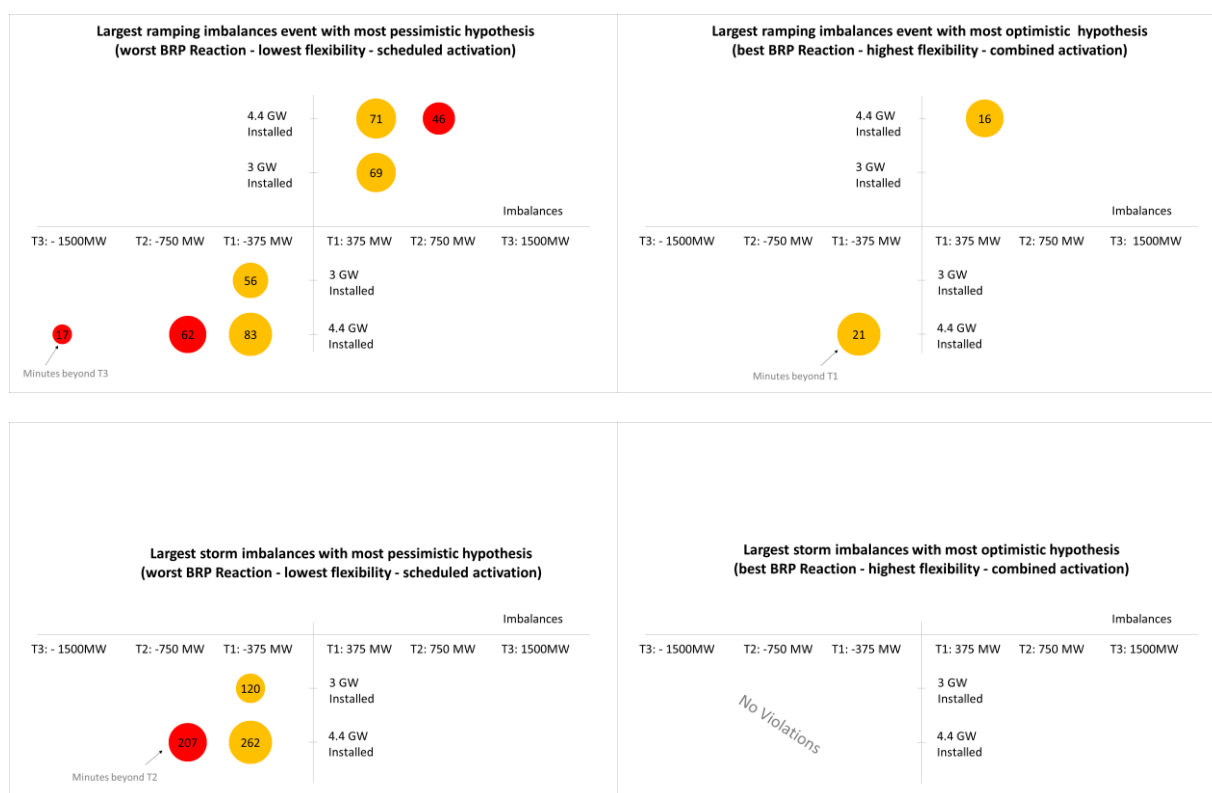 Largest ramping imbalances event with most pessimistic hypothesis
(worst BRP Reaction - lowest flexibility - scheduled activation)
4.4 GW
Installed
71
46
3 GW
Installed
69
Imbalances
T3: - 1500MW
T2: -750 MW
T1: -375 MW
T1: 375 MW
T2: 750 MW
T3: 1500MW
56
3 GW
Installed
17
62
83
4.4 GW
Installed
Minutes beyond T3
Largest ramping imbalances event with most optimistic  hypothesis
(best BRP Reaction - highest flexibility - combined activation)
4.4 GW
Installed
16
3 GW
Installed
Imbalances
T3: - 1500MW
T2: -750 MW
T1: -375 MW
T1: 375 MW
T2: 750 MW
T3:  1500MW
3 GW
Installed
21
4.4 GW
Installed
Minutes beyond T1
Largest storm imbalances with most pessimistic hypothesis
(worst BRP Reaction - lowest flexibility - scheduled activation)
Imbalances
T3: - 1500MW
T2: -750 MW
T1: -375 MW
T1: 375 MW
T2: 750 MW
T3: 1500MW
120
3 GW
Installed
207
262
4.4 GW
Installed
Minutes beyond T2
Largest storm imbalances with most optimistic hypothesis
(best BRP Reaction - highest flexibility - combined activation)
Imbalances
T3: - 1500MW
T2: -750 MW
T1: -375 MW
T1: 375 MW
T2: 750 MW
T3: 1500MW
3 GW
Installed
No Violations
4.4 GW
Installed